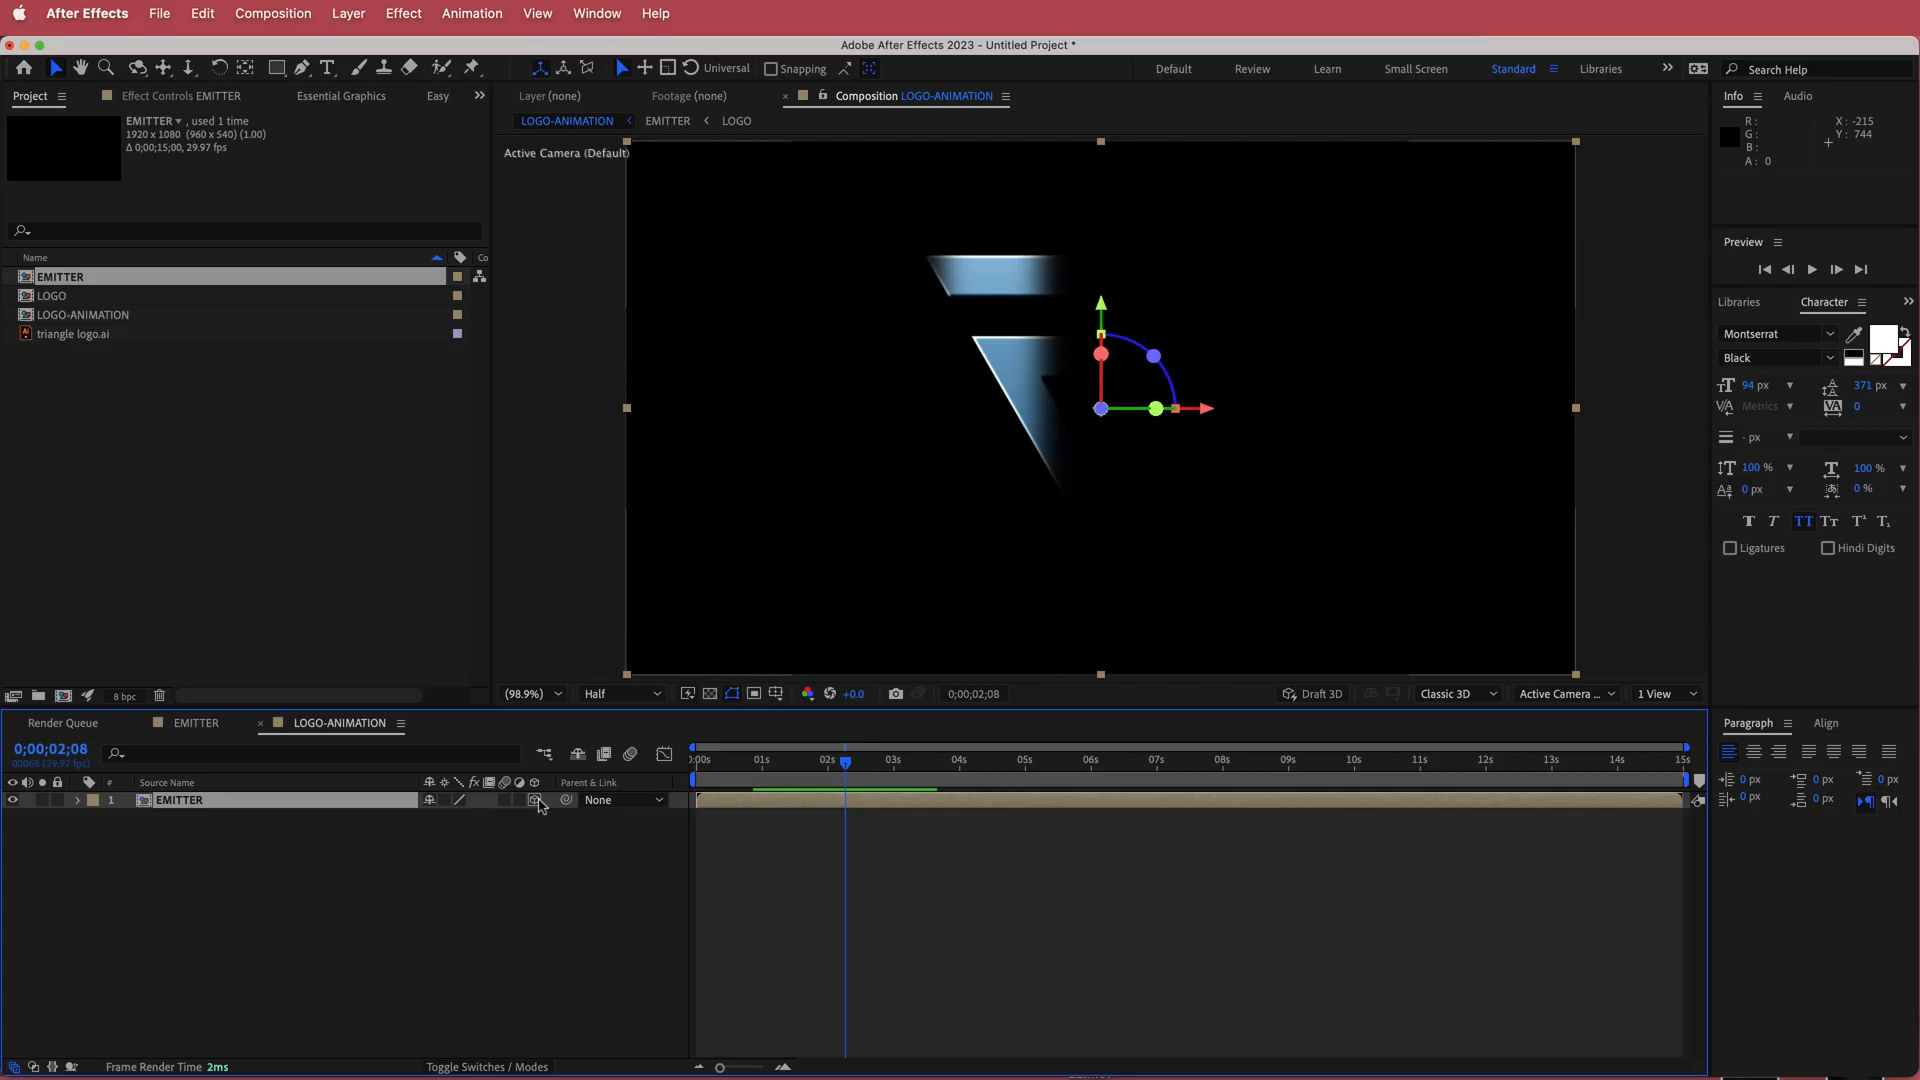 After Effects File Edit Composition Layer Effect Animation View Window Help
Adobe After Effects 2023 - Untitled Project *
Universal Snapping Default Review Learn Small Screen Standard Libraries Search Help
Project Effect Controls EMITTER Essential Graphics Easy
Layer (none) Footage (none) Composition LOGO-ANIMATION
Info Audio
EMITTER , used 1 time
1920 x 1080 (960 x 540) (1.00)
Δ 0;00;15;00, 29.97 fps
LOGO-ANIMATION EMITTER LOGO
R: X: -215
G: Y: 744
B:
A: 0
Active Camera (Default)
Name Co
EMITTER
LOGO
LOGO-ANIMATION
triangle logo.ai
Preview
Libraries Character
Montserrat
Black
94 px 371 px
Metrics 0
- px
100 % 100 %
0 px 0 %
Ligatures Hindi Digits
8 bpc
(98.9%) Half +0.0 0;00;02;08 Draft 3D Classic 3D Active Camera ... 1 View
Render Queue EMITTER LOGO-ANIMATION
0;00;02;08
00068 (29.97 fps)
:00s 01s 02s 03s 04s 05s 06s 07s 08s 09s 10s 11s 12s 13s 14s 15s
# Source Name Parent & Link
1 EMITTER None
Paragraph Align
0 px 0 px 0 px
0 px 0 px
Frame Render Time 2ms Toggle Switches / Modes